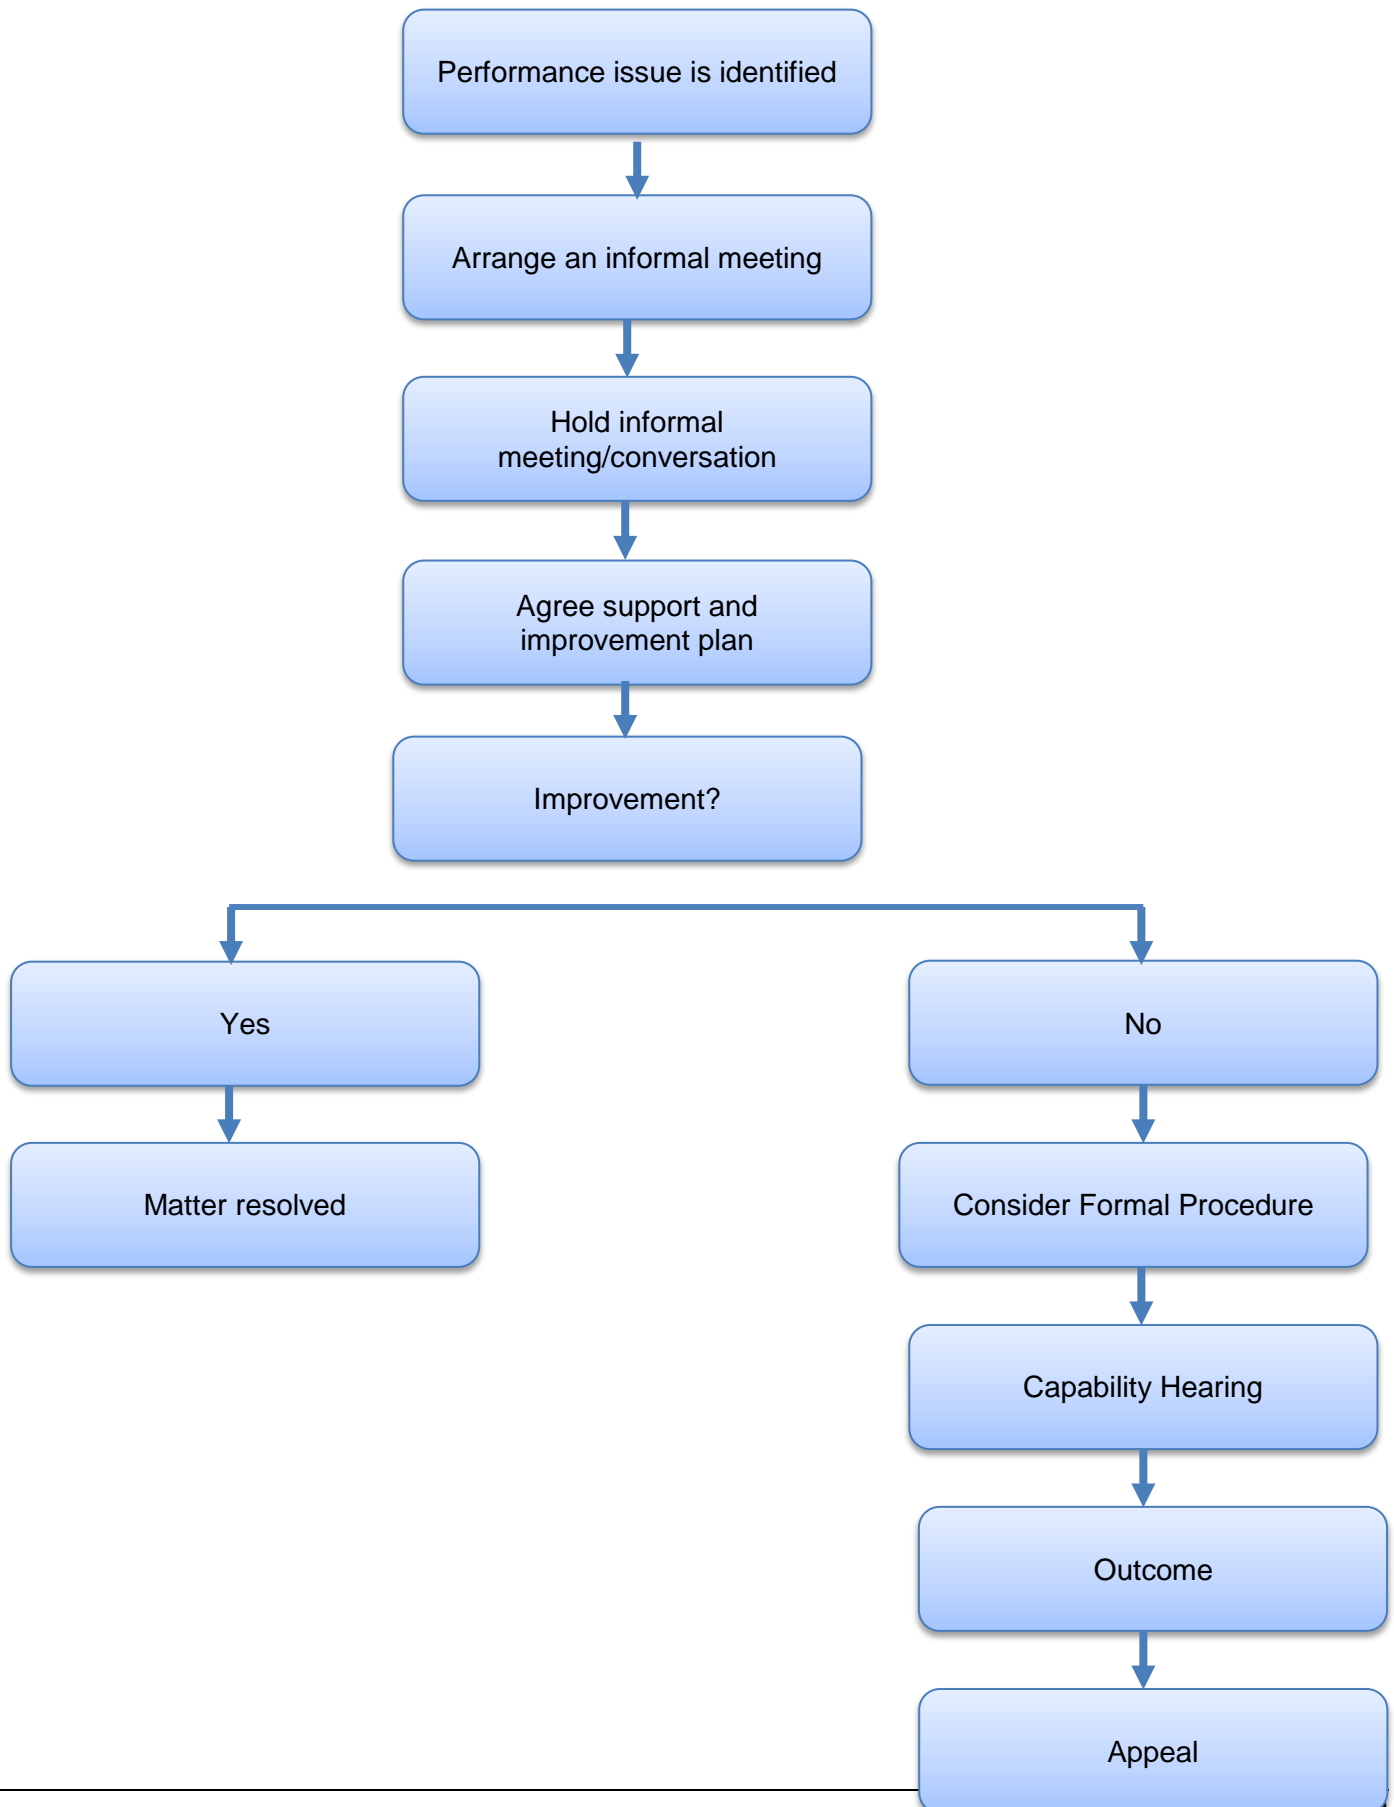 Performance issue is identified
Arrange an informal meeting
Hold informal
meeting/conversation
Agree support and
improvement plan
Improvement?
Yes
No
Matter resolved
Consider Formal Procedure
Capability Hearing
Outcome
Appeal